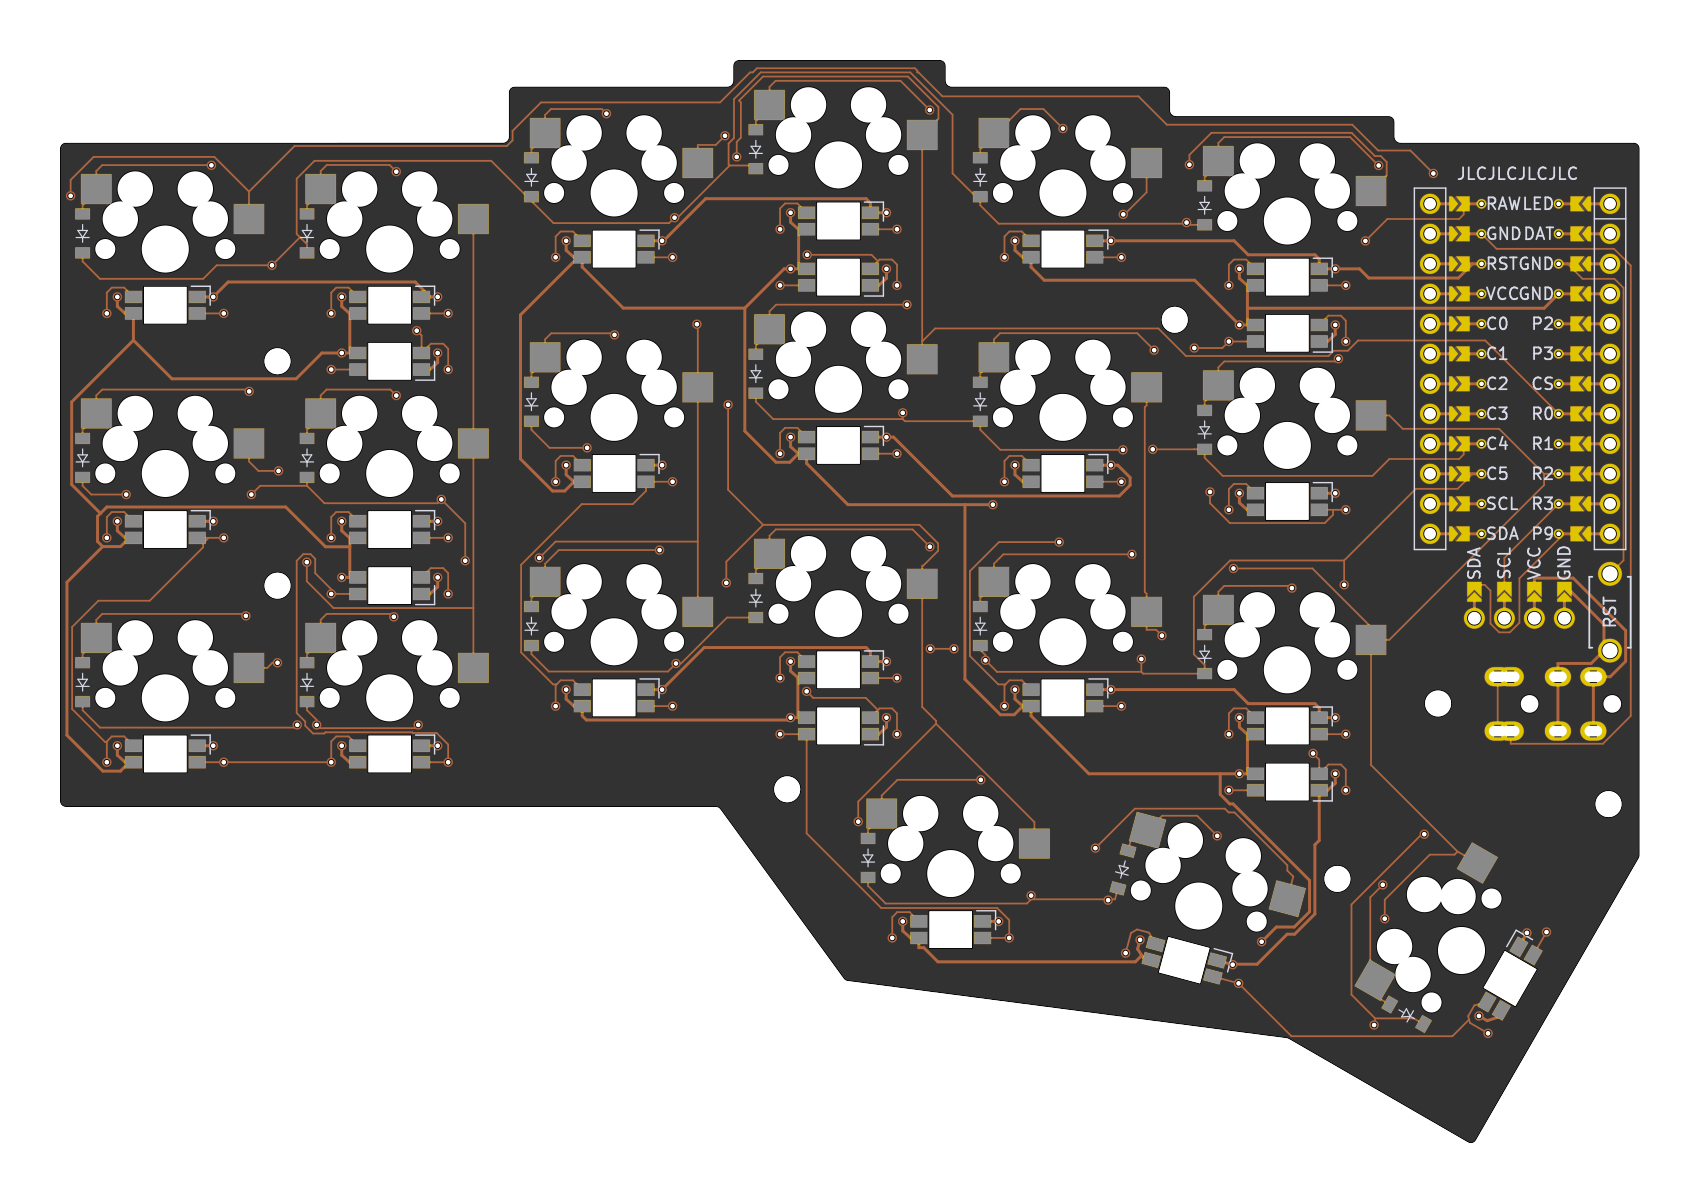 JLCJLCJLCJLC
RAW LED
GND DAT
RST GND
VCC GND
C0 P2
C1 P3
C2 CS
C3 R0
C4 R1
C5 R2
SCL R3
SDA P9
SDA SCL VCC GND
RST